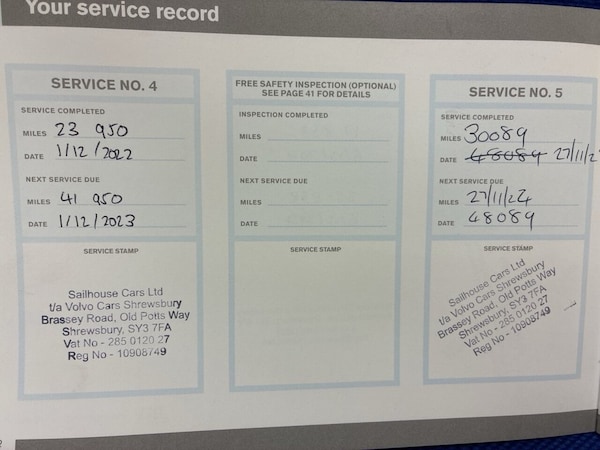 Your service record
SERVICE NO. 4
SERVICE COMPLETED
MILES 23 950
DATE 1/12/2022
NEXT SERVICE DUE
MILES 41 950
DATE 1/12/2023
SERVICE STAMP
Sailhouse Cars Ltd
t/a Volvo Cars Shrewsbury
Brassey Road, Old Potts Way
Shrewsbury, SY3 7FA
Vat No - 285 0120 27
Reg No - 10908749
FREE SAFETY INSPECTION (OPTIONAL)
SEE PAGE 41 FOR DETAILS
INSPECTION COMPLETED
MILES
DATE
NEXT SERVICE DUE
MILES
DATE
SERVICE STAMP
SERVICE NO. 5
SERVICE COMPLETED
MILES 30089
DATE 48089 27/11/2
NEXT SERVICE DUE
MILES 27/11/24
DATE 48089
SERVICE STAMP
Sailhouse Cars Ltd
t/a Volvo Cars Shrewsbury
Brassey Road, Old Potts Way
Shrewsbury, SY3 7FA
Vat No - 285 0120 27
Reg No - 10908749